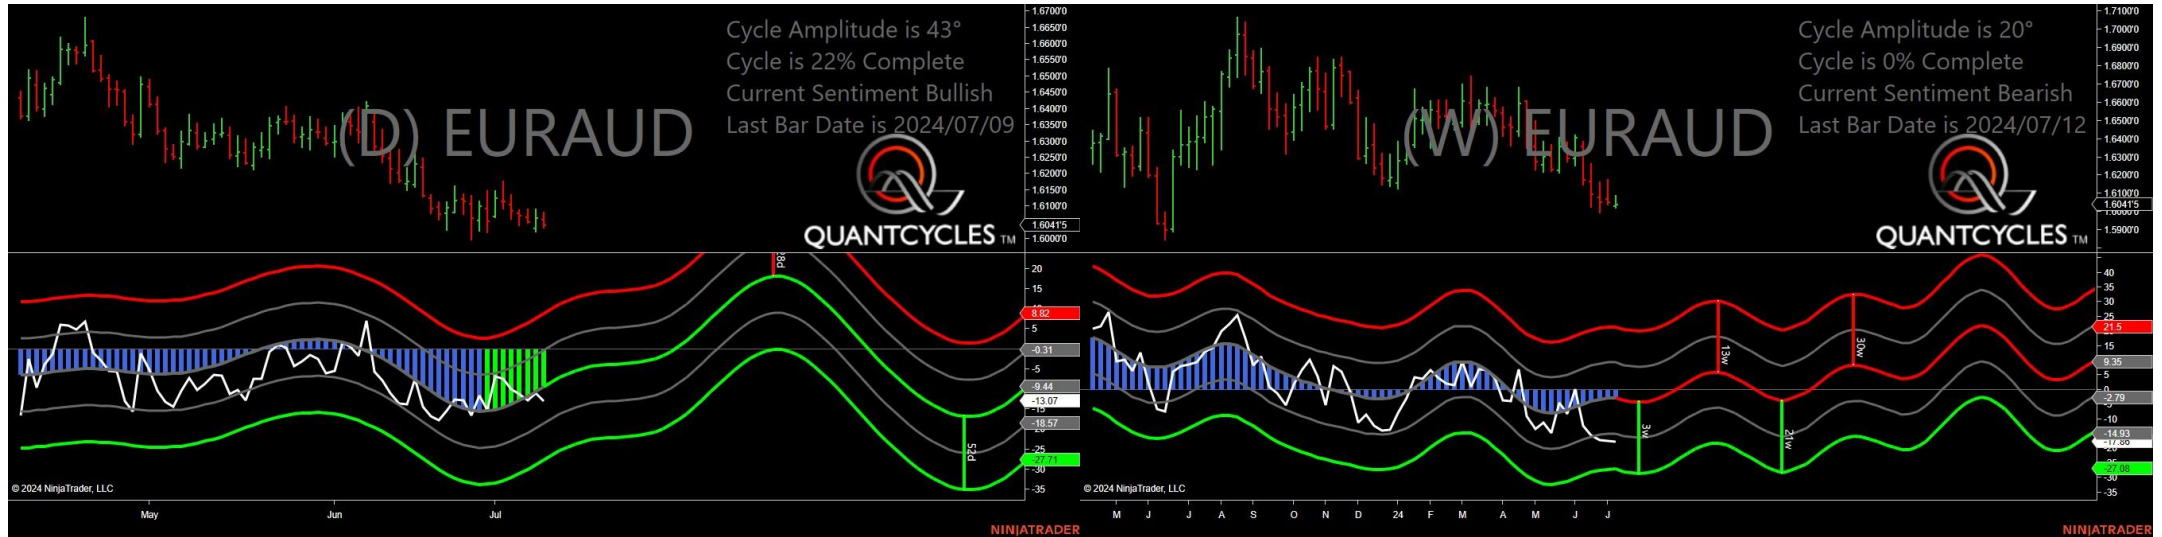 Cycle Amplitude is 43°
Cycle is 22% Complete
Current Sentiment Bullish
Last Bar Date is 2024/07/09
(D) EURAUD
QUANTCYCLES TM
1.6700'0
1.6650'0
1.6600'0
1.6550'0
1.6500'0
1.6450'0
1.6400'0
1.6350'0
1.6300'0
1.6250'0
1.6200'0
1.6150'0
1.6100'0
1.6041'5
1.6000'0
28d
52d
20
15
8.82
5
-0.31
-5
-9.44
-13.07
-15
-18.57
-25
-27.71
-30
-35
© 2024 NinjaTrader, LLC
May Jun Jul
NINJATRADER
Cycle Amplitude is 20°
Cycle is 0% Complete
Current Sentiment Bearish
Last Bar Date is 2024/07/12
(W) EURAUD
QUANTCYCLES TM
1.7100'0
1.7000'0
1.6900'0
1.6800'0
1.6700'0
1.6600'0
1.6500'0
1.6400'0
1.6300'0
1.6200'0
1.6100'0
1.6041'5
1.6000'0
1.5900'0
3w
13w
21w
30w
40
35
30
25
21.5
15
9.35
5
0
-2.79
-10
-14.93
-17.86
-27.08
-30
-35
© 2024 NinjaTrader, LLC
M J J A S O N D 24 F M A M J J
NINJATRADER